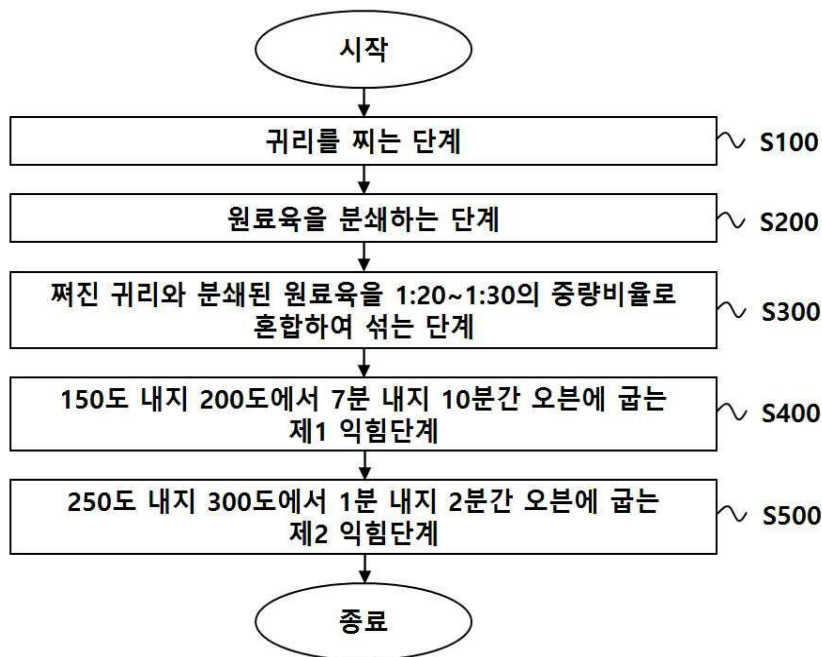 시작
귀리를 찌는 단계
S100
원료육을 분쇄하는 단계
S200
쪄진 귀리와 분쇄된 원료육을 1:20~1:30의 중량비율로
혼합하여 섞는 단계
S300
150도 내지 200도에서 7분 내지 10분간 오븐에 굽는
제1 익힘단계
S400
250도 내지 300도에서 1분 내지 2분간 오븐에 굽는
제2 익힘단계
S500
종료